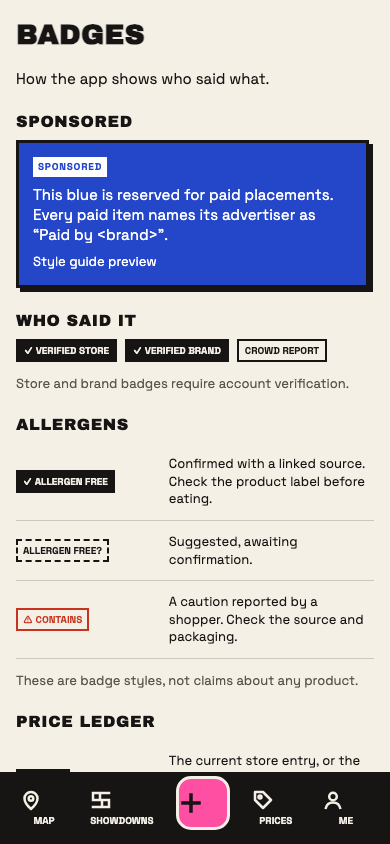 BADGES
How the app shows who said what.
SPONSORED
SPONSORED
This blue is reserved for paid placements.
Every paid item names its advertiser as
“Paid by <brand>”.
Style guide preview
WHO SAID IT
✓ VERIFIED STORE
✓ VERIFIED BRAND
CROWD REPORT
Store and brand badges require account verification.
ALLERGENS
✓ ALLERGEN FREE
Confirmed with a linked source.
Check the product label before
eating.
ALLERGEN FREE?
Suggested, awaiting
confirmation.
⚠ CONTAINS
A caution reported by a
shopper. Check the source and
packaging.
These are badge styles, not claims about any product.
PRICE LEDGER
The current store entry, or the
MAP
SHOWDOWNS
+
PRICES
ME